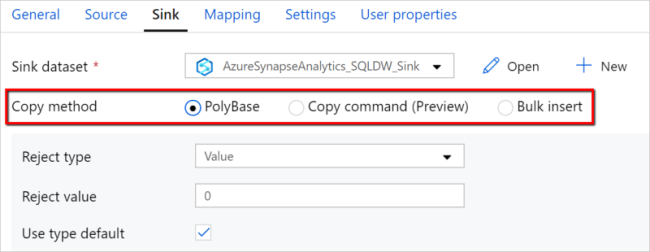 General Source Sink Mapping Settings User properties
Sink dataset * AzureSynapseAnalytics_SQLDW_Sink Open New
Copy method PolyBase Copy command (Preview) Bulk insert
Reject type Value
Reject value 0
Use type default